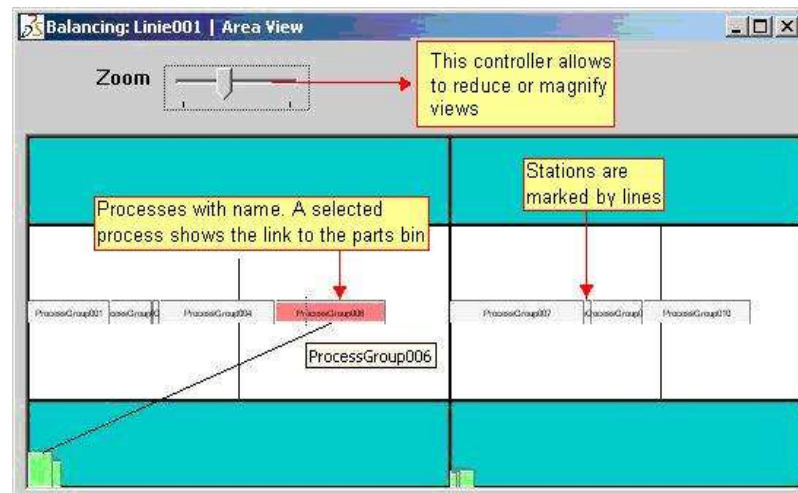 Balancing: Linie001 | Area View
Zoom
This controller allows
to reduce or magnify
views
Stations are
marked by lines
Processes with name. A selected
process shows the link to the parts bin
ProcessGroup001
ProcessGroup004
ProcessGroup006
ProcessGroup007
ProcessGroup010
ProcessGroup006